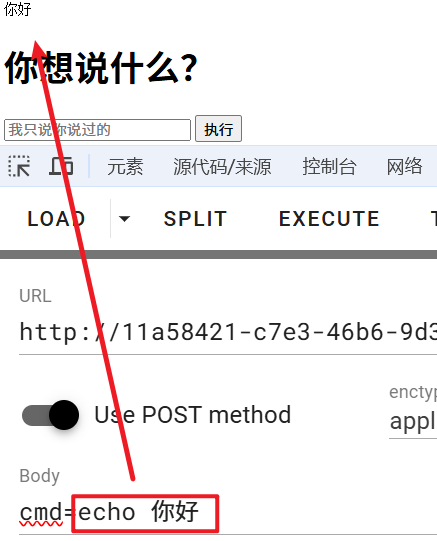 你好
你想说什么？
我只说你说过的 执行
元素 源代码/来源 控制台 网络
LOAD SPLIT EXECUTE
URL
http://11a58421-c7e3-46b6-9d3
Use POST method
encty
appl
Body
cmd=echo 你好